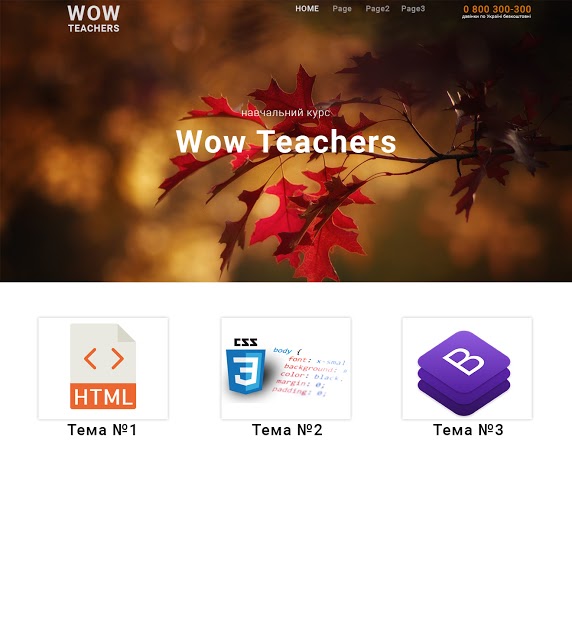 WOW
TEACHERS
HOME Page Page2 Page3
0 800 300-300
дзвінки по Україні безкоштовні
навчальний курс
Wow Teachers
HTML
CSS
3
body {
font: x-smal
background:
color: black.
margin: 0;
padding: 0;
B
Тема №1
Тема №2
Тема №3